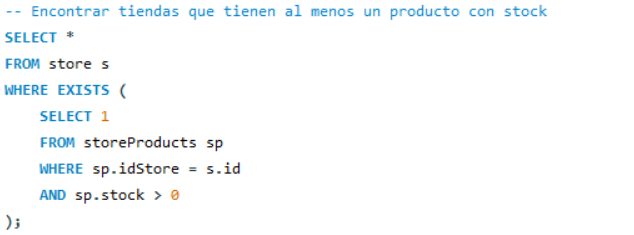 -- Encontrar tiendas que tienen al menos un producto con stock
SELECT *
FROM store s
WHERE EXISTS (
    SELECT 1
    FROM storeProducts sp
    WHERE sp.idStore = s.id
    AND sp.stock > 0
);